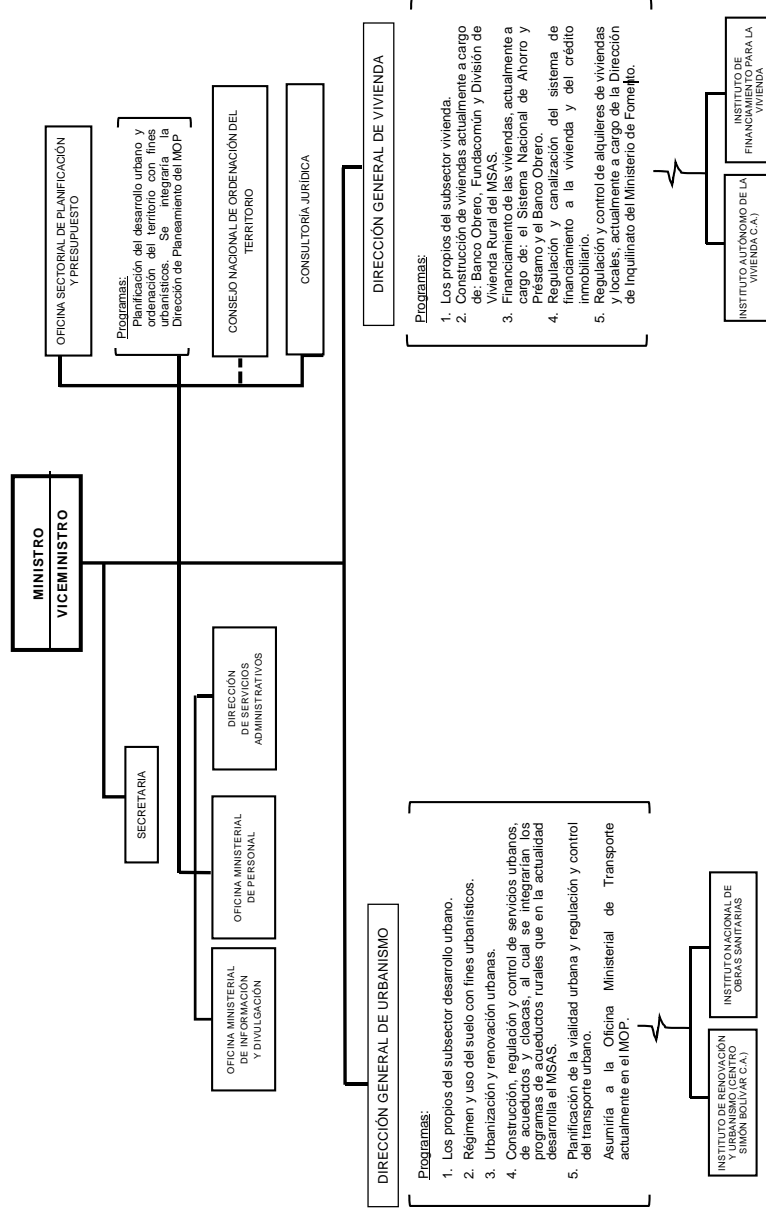 MINISTRO
VICEMINISTRO
SECRETARIA
OFICINA SECTORIAL DE PLANIFICACIÓN
Y PRESUPUESTO
Programas:
Planificación del desarrollo urbano y
ordenación del territorio con fines
urbanísticos. Se integraría la
Dirección de Planeamiento del MOP
CONSEJO NACIONAL DE ORDENACIÓN DEL
TERRITORIO
CONSULTORÍA JURÍDICA
OFICINA MINISTERIAL
DE INFORMACIÓN
Y DIVULGACIÓN
OFICINA MINISTERIAL
DE PERSONAL
DIRECCIÓN
DE SERVICIOS
ADMINISTRATIVOS
DIRECCIÓN GENERAL DE URBANISMO
Programas:
1. Los propios del subsector desarrollo urbano.
2. Régimen y uso del suelo con fines urbanísticos.
3. Urbanización y renovación urbanas.
4. Construcción, regulación y control de servicios urbanos,
de acueductos y cloacas, al cual se integrarían los
programas de acueductos rurales que en la actualidad
desarrolla el MSAS.
5. Planificación de la vialidad urbana y regulación y control
del transporte urbano.
Asumiría a la Oficina Ministerial de Transporte
actualmente en el MOP.
INSTITUTO DE RENOVACIÓN
Y URBANISMO (CENTRO
SIMÓN BOLÍVAR C.A.)
INSTITUTO NACIONAL DE
OBRAS SANITARIAS
DIRECCIÓN GENERAL DE VIVIENDA
Programas:
1. Los propios del subsector vivienda.
2. Construcción de viviendas actualmente a cargo
de: Banco Obrero, Fundacomún y División de
Vivienda Rural del MSAS.
3. Financiamiento de las viviendas, actualmente a
cargo de: el Sistema Nacional de Ahorro y
Préstamo y el Banco Obrero.
4. Regulación y canalización del sistema de
financiamiento a la vivienda y del crédito
inmobiliario.
5. Regulación y control de alquileres de viviendas
y locales, actualmente a cargo de la Dirección
de Inquilinato del Ministerio de Fomento.
INSTITUTO AUTÓNOMO DE LA
VIVIENDA C.A.)
INSTITUTO DE
FINANCIAMIENTO PARA LA
VIVIENDA